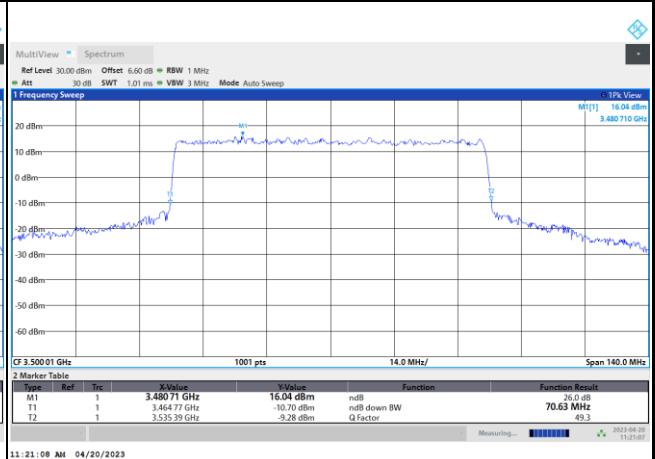 MultiView Spectrum
Ref Level 30.00 dBm Offset 6.60 dB RBW 1 MHz
Att 30 dB SWT 1.01 ms VBW 3 MHz Mode Auto Sweep
1 Frequency Sweep 1Pk View
M1[1] 16.04 dBm
3.480 710 GHz
M1
20 dBm
10 dBm
0 dBm
T1 T2
-10 dBm
-20 dBm
-30 dBm
-40 dBm
-50 dBm
-60 dBm
CF 3.500 01 GHz 1001 pts 14.0 MHz/ Span 140.0 MHz
2 Marker Table
Type Ref Trc X-Value Y-Value Function Function Result
M1 1 3.480 71 GHz 16.04 dBm ndB 26.0 dB
T1 1 3.464 77 GHz -10.70 dBm ndB down BW 70.63 MHz
T2 1 3.535 39 GHz -9.28 dBm Q Factor 49.3
Measuring... 2023-04-20
11:21:07
11:21:08 AM 04/20/2023